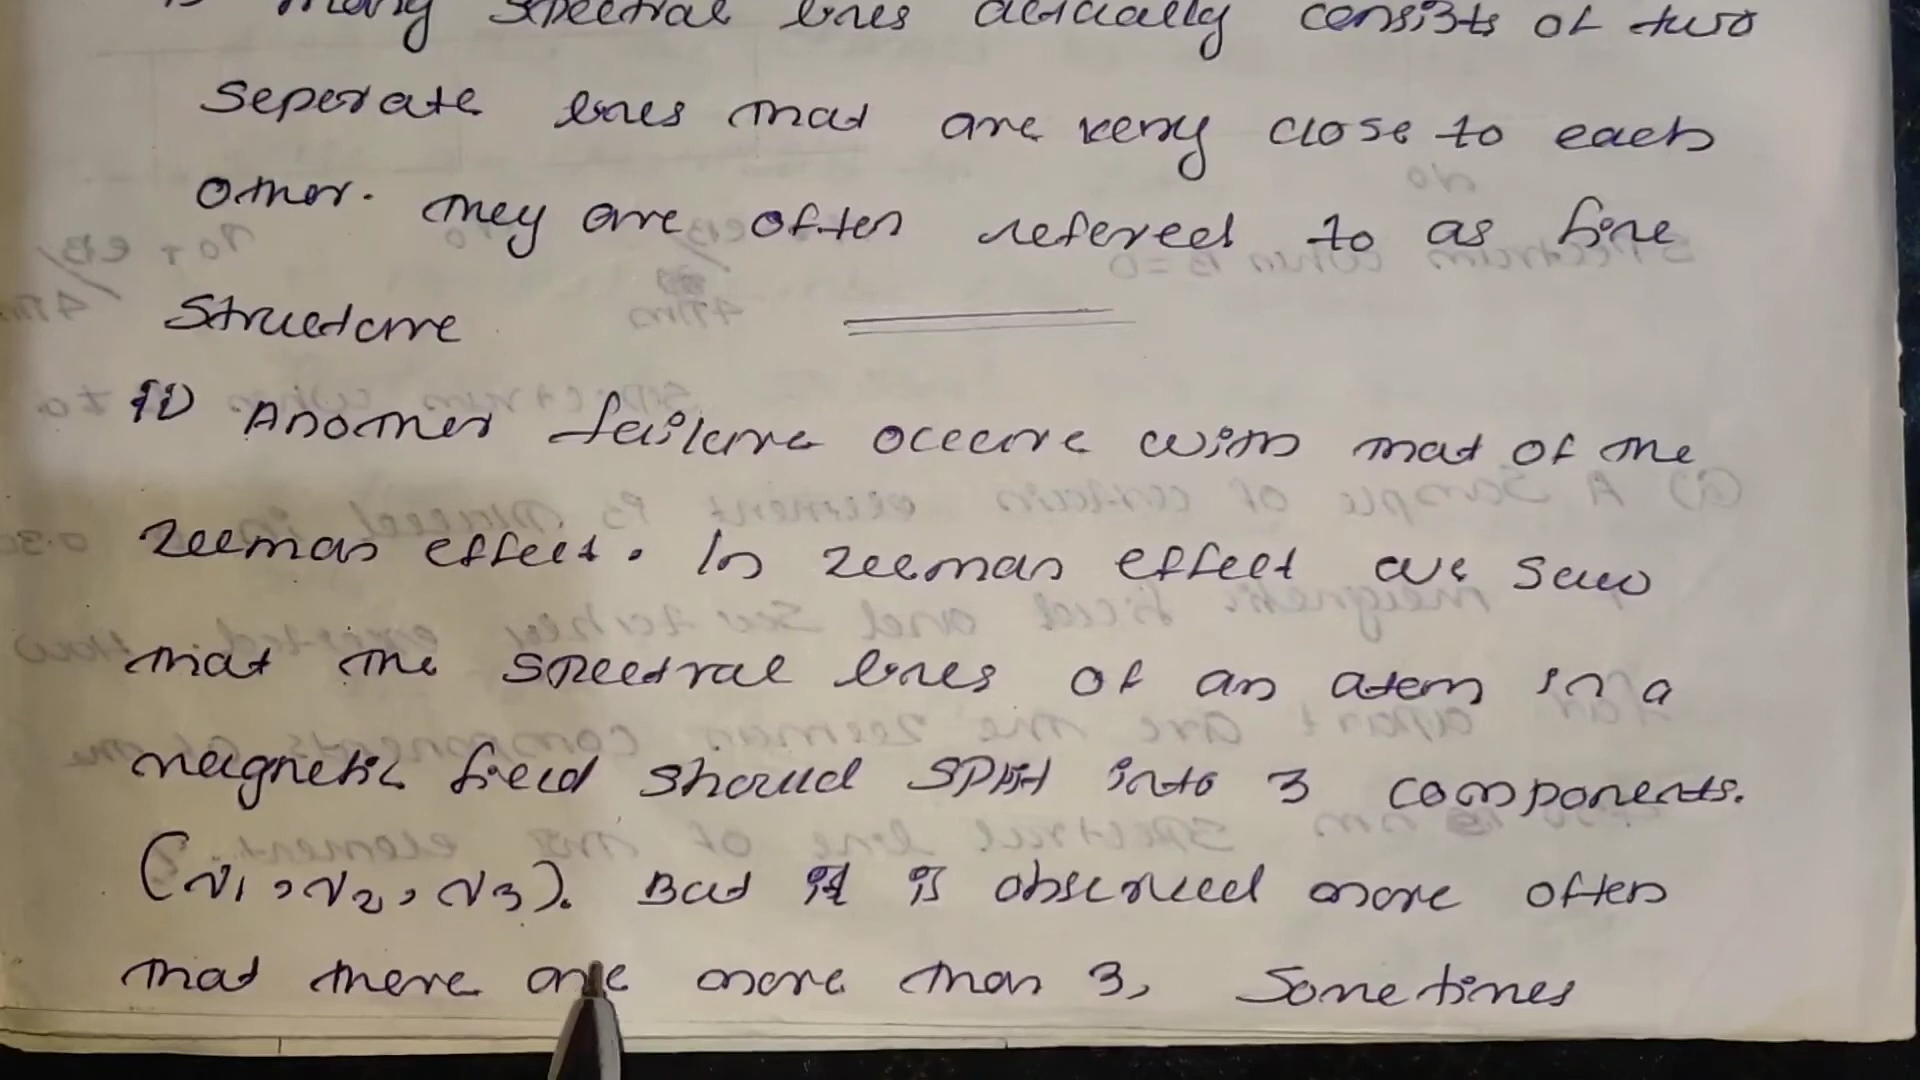 i) Many spectral lines actually consists of two
seperate lines that are very close to each
other. They are often refered to as fine
structure
ii) Another failure occure with that of the
zeeman effect. In zeeman effect we saw
that the spectral lines of an atom in a
magnetic field should split into 3 components.
(ν1, ν2, ν3). But it is observed more often
that there are more than 3, Sometimes